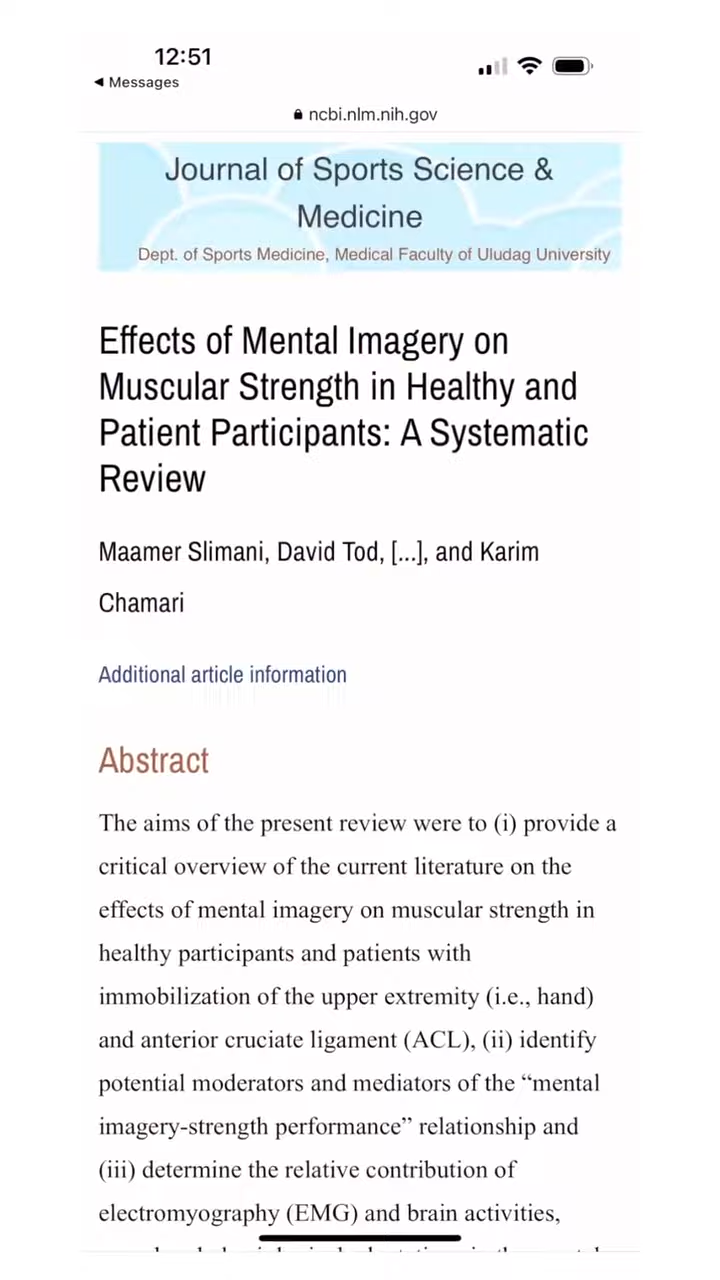 12:51
◀ Messages
ncbi.nlm.nih.gov
Journal of Sports Science &
Medicine
Dept. of Sports Medicine, Medical Faculty of Uludag University
Effects of Mental Imagery on
Muscular Strength in Healthy and
Patient Participants: A Systematic
Review
Maamer Slimani, David Tod, [...], and Karim
Chamari
Additional article information
Abstract
The aims of the present review were to (i) provide a
critical overview of the current literature on the
effects of mental imagery on muscular strength in
healthy participants and patients with
immobilization of the upper extremity (i.e., hand)
and anterior cruciate ligament (ACL), (ii) identify
potential moderators and mediators of the “mental
imagery-strength performance” relationship and
(iii) determine the relative contribution of
electromyography (EMG) and brain activities,